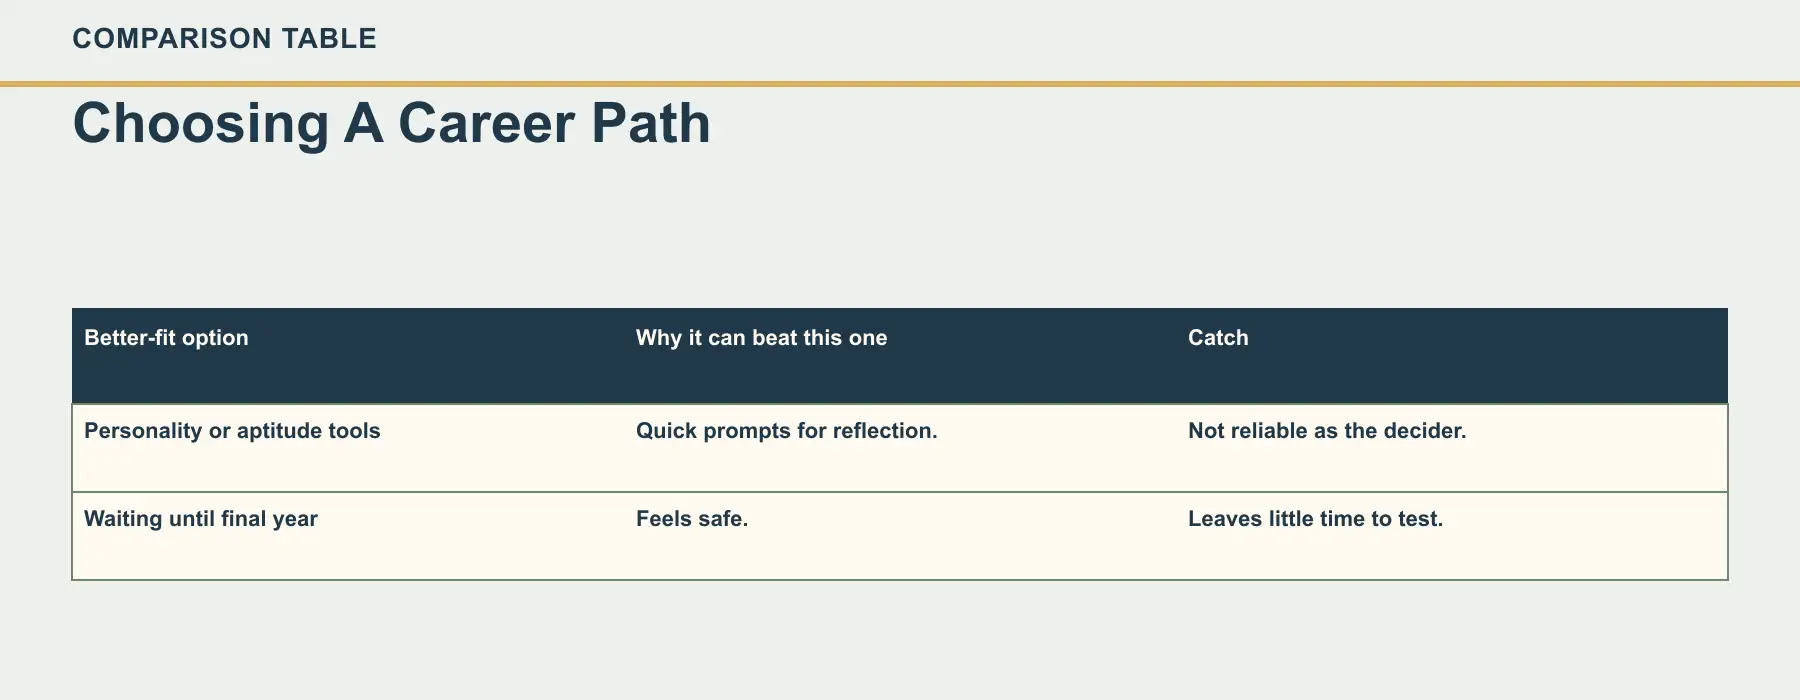 COMPARISON TABLE
Choosing A Career Path
Better-fit option Why it can beat this one Catch
Personality or aptitude tools Quick prompts for reflection. Not reliable as the decider.
Waiting until final year Feels safe. Leaves little time to test.